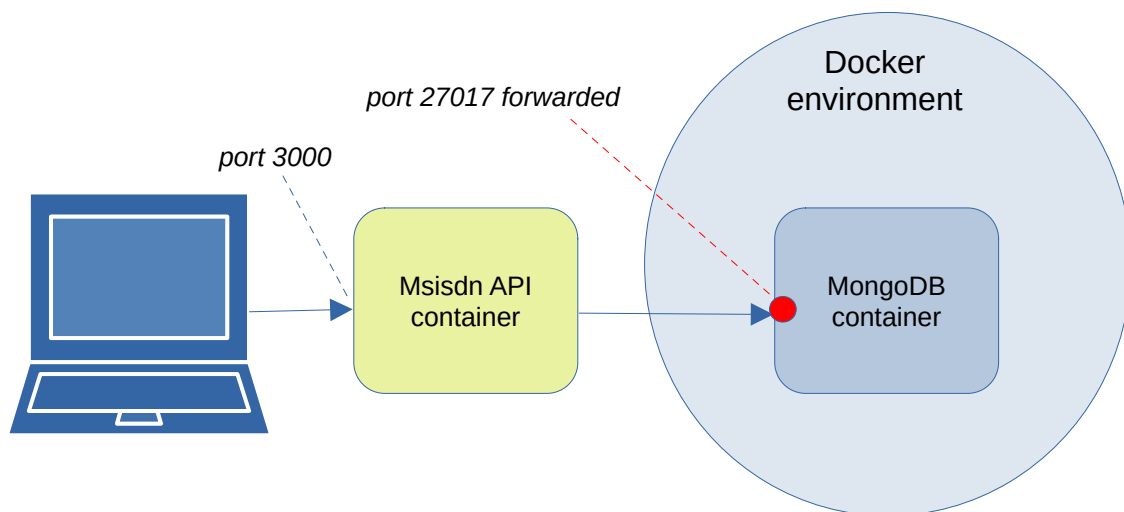 Docker
environment
port 27017 forwarded
port 3000
Msisdn API
container
MongoDB
container